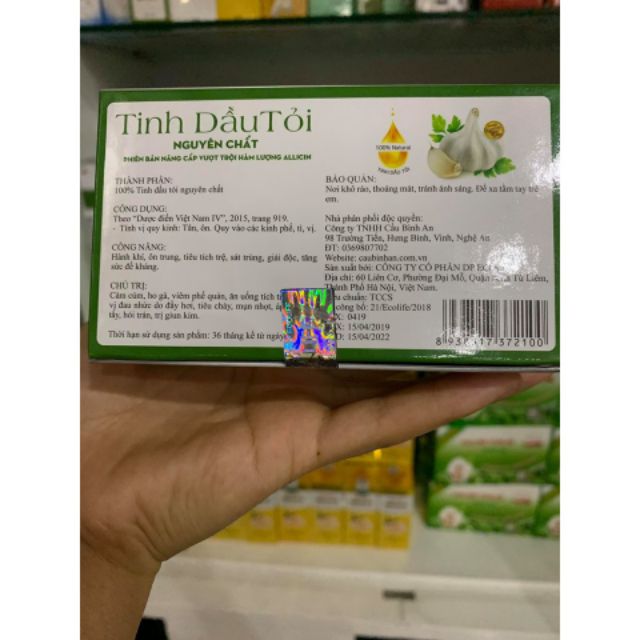 Tinh Dầu Tỏi
NGUYÊN CHẤT
PHIÊN BẢN NÂNG CẤP VƯỢT TRỘI HÀM LƯỢNG ALLICIN
100% Natural
TINH DẦU TỎI
THÀNH PHẦN:
100% Tinh dầu tỏi nguyên chất
CÔNG DỤNG:
Theo "Dược điển Việt Nam IV", 2015, trang 919.
- Tính vị quy kinh: Tân, ôn. Quy vào các kinh phế, tì, vị.
CÔNG NĂNG:
Hành khí, ôn trung, tiêu tích trệ, sát trùng, giải độc, tăng
sức đề kháng.
CHỦ TRỊ:
Cảm cúm, ho gà, viêm phế quản, ăn uống tích
vị đau nhức do đầy hơi, tiêu chảy, mụn nhọt,
tẩy, hói trán, trị giun kim.
Thời hạn sử dụng sản phẩm: 36 tháng kể từ ngày
BẢO QUẢN:
Nơi khô ráo, thoáng mát, tránh ánh sáng. Để xa tầm tay trẻ
em.
Nhà phân phối độc quyền:
Công ty TNHH Cầu Bình An
98 Trường Tiến, Hưng Bình, Vinh, Nghệ An
ĐT: 0369807702
Website: caubinhan.com.vn
Sản xuất bởi: CÔNG TY CỔ PHẦN DP
Địa chỉ: 60 Liên Cơ, Phường Đại Mỗ, Quận Nam Từ Liêm,
Thành Phố Hà Nội, Việt Nam.
chuẩn: TCCS
công bố: 21/Ecolife/2018
X: 0419
X: 15/04/2019
D: 15/04/2022